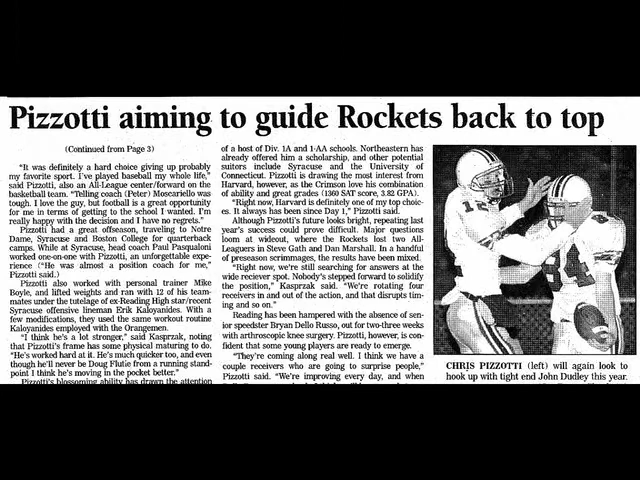 Pizzotti aiming to guide Rockets back to top
(Continued from Page 3)
"It was definitely a hard choice giving up probably
my favorite sport. I've played baseball my whole life,"
said Pizzotti, also an All-League center/forward on the
basketball team. "Telling coach (Peter) Moscariello was
tough. I love the guy, but football is a great opportunity
for me in terms of getting to the school I wanted. I'm
really happy with the decision and I have no regrets."
Pizzotti had a great offseason, traveling to Notre
Dame, Syracuse and Boston College for quarterback
camps. While at Syracuse, head coach Paul Pasqualoni
worked one-on-one with Pizzotti, an unforgettable expe-
rience ("He was almost a position coach for me,"
Pizzotti said.)
Pizzotti also worked with personal trainer Mike
Boyle, and lifted weights and ran with 12 of his team-
mates under the tutelage of ex-Reading High star/recent
Syracuse offensive lineman Erik Kaloyanides. With a
few modifications, they used the same workout routine
Kaloyanides employed with the Orangemen.
"I think he's a lot stronger," said Kasprzak, noting
that Pizzotti's frame has some physical maturing to do.
"He's worked hard at it. He's much quicker too, and even
though he'll never be Doug Flutie from a running stand-
point I think he's moving in the pocket better."
Pizzotti's blossoming ability has drawn the attention
of a host of Div. 1A and 1-AA schools. Northeastern has
already offered him a scholarship, and other potential
suitors include Syracuse and the University of
Connecticut. Pizzotti is drawing the most interest from
Harvard, however, as the Crimson love his combination
of ability and great grades (1360 SAT score, 3.82 GPA).
"Right now, Harvard is definitely one of my top choic-
es. It always has been since Day 1," Pizzotti said.
Although Pizzotti's future looks bright, repeating last
year's success could prove difficult. Major questions
loom at wideout, where the Rockets lost two All-
Leaguers in Steve Gath and Dan Marshall. In a handful
of preseason scrimmages, the results have been mixed.
"Right now, we're still searching for answers at the
wide reciever spot. Nobody's stepped forward to solidify
the position," Kasprzak said. "We're rotating four
receivers in and out of the action, and that disrupts tim-
ing and so on."
Reading has been hampered with the absence of sen-
ior speedster Bryan Dello Russo, out for two-three weeks
with arthroscopic knee surgery. Pizzotti, however, is con-
fident that some young players are ready to emerge.
"They're coming along real well. I think we have a
couple receivers who are going to surprise people,"
Pizzotti said. "We're improving every day, and when
CHRIS PIZZOTTI (left) will again look to
hook up with tight end John Dudley this year.
84